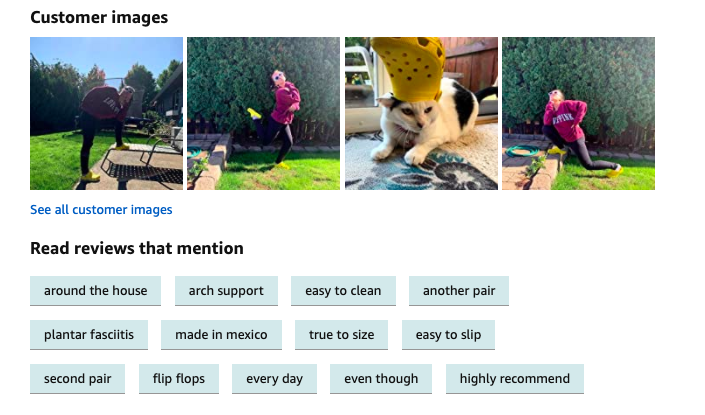 Customer images
See all customer images
Read reviews that mention
around the house arch support easy to clean another pair
plantar fasciitis made in mexico true to size easy to slip
second pair flip flops every day even though highly recommend